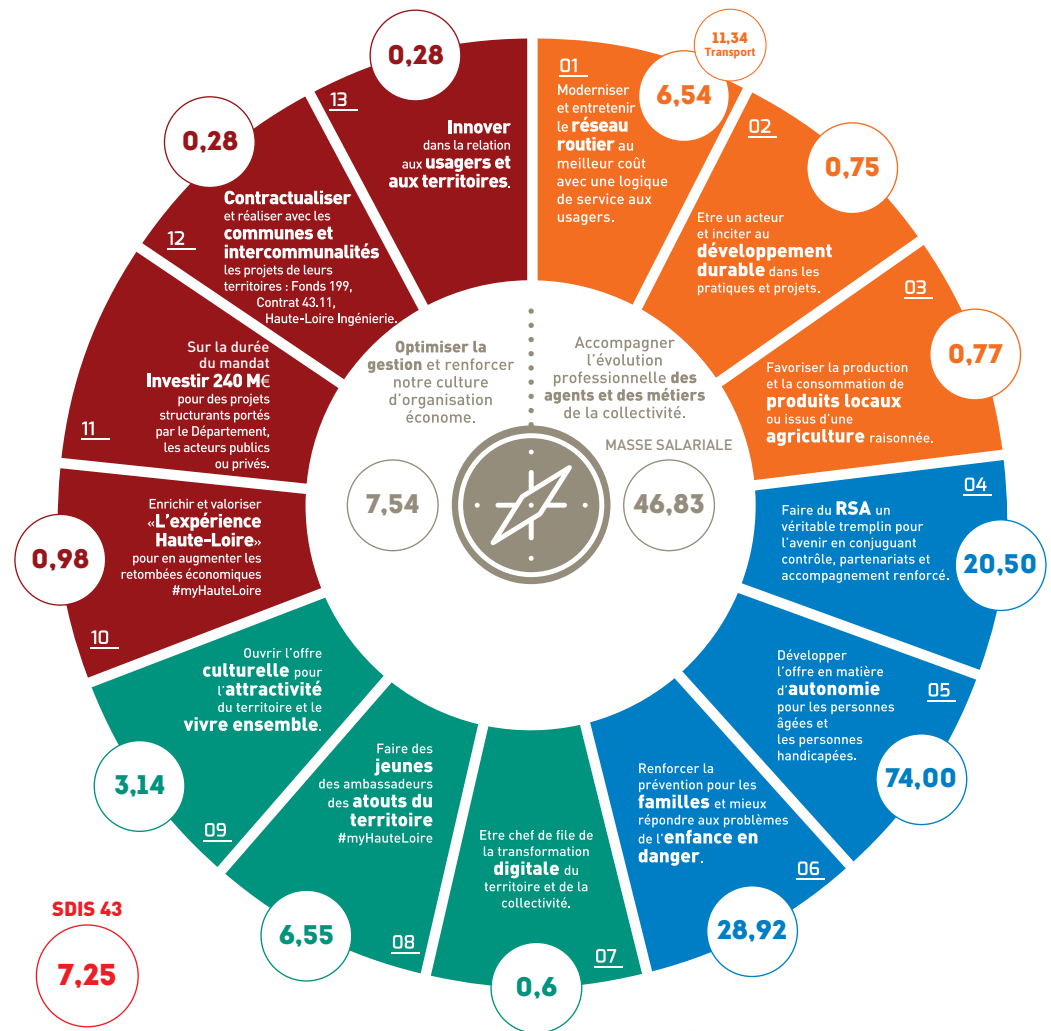 11,34
Transport
6,54
01
Moderniser
et entretenir
le réseau
routier au
meilleur coût
avec une logique
de service aux
usagers.
02
0,75
Etre un acteur
et inciter au
développement
durable dans les
pratiques et projets.
03
0,77
Favoriser la production
et la consommation de
produits locaux
ou issus d'une
agriculture raisonnée.
04
Faire du RSA un
véritable tremplin pour
l'avenir en conjuguant
contrôle, partenariats et
accompagnement renforcé.
20,50
Développer
l'offre en matière
d'autonomie
pour les personnes
âgées et
les personnes
handicapées.
05
74,00
Renforcer la
prévention pour les
familles et mieux
répondre aux problèmes
de l'enfance en
danger.
06
28,92
Etre chef de file de
la transformation
digitale du
territoire et de la
collectivité.
07
0,6
Faire des
jeunes
des ambassadeurs
des atouts du
territoire
#myHauteLoire
08
6,55
Ouvrir l'offre
culturelle pour
l'attractivité
du territoire et le
vivre ensemble.
09
3,14
Enrichir et valoriser
«L'expérience
Haute-Loire»
pour en augmenter les
retombées économiques
#myHauteLoire
10
0,98
Sur la durée
du mandat
Investir 240 M€
pour des projets
structurants portés
par le Département,
les acteurs publics
ou privés.
11
0,28
Contractualiser
et réaliser avec les
communes et
intercommunalités
les projets de leurs
territoires : Fonds 199,
Contrat 43.11,
Haute-Loire Ingénierie.
12
0,28
13
Innover
dans la relation
aux usagers et
aux territoires.
Optimiser la
gestion et renforcer
notre culture
d'organisation
économe.
7,54
Accompagner
l'évolution
professionnelle des
agents et des métiers
de la collectivité.
MASSE SALARIALE
46,83
SDIS 43
7,25